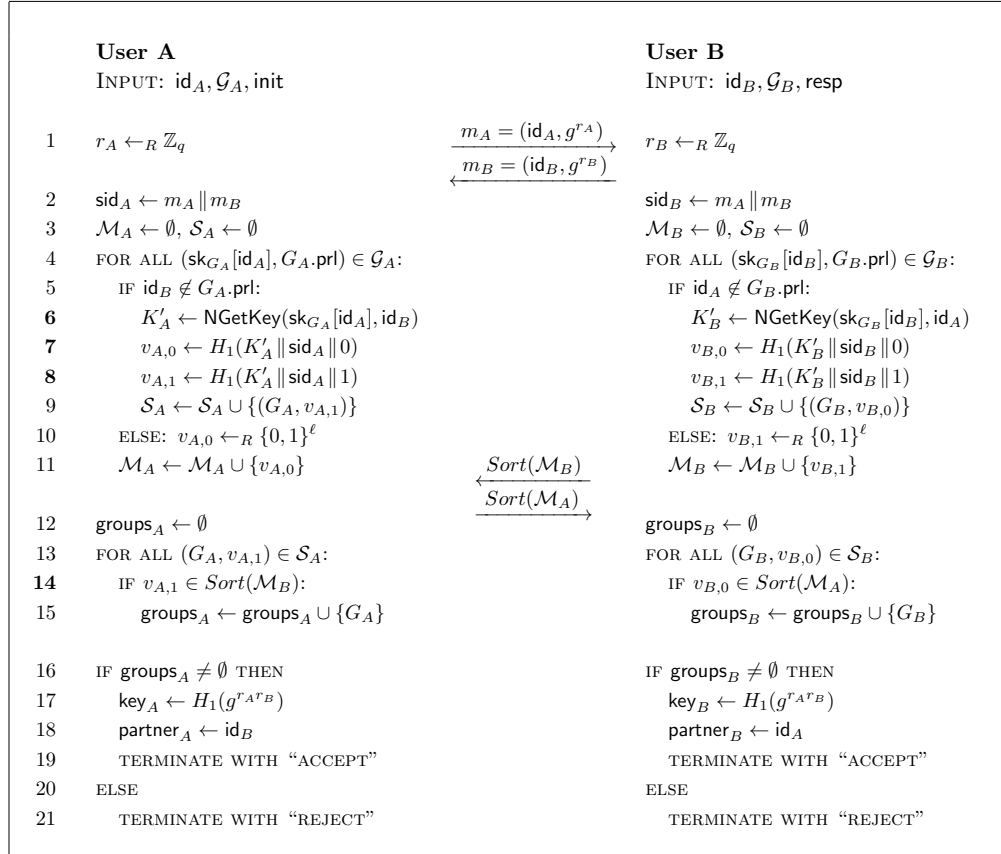 User A User B
INPUT: id_A, 𝒢_A, init INPUT: id_B, 𝒢_B, resp
1 r_A ←_R ℤ_q m_A = (id_A, g^{r_A}) r_B ←_R ℤ_q
m_B = (id_B, g^{r_B})
2 sid_A ← m_A ∥ m_B sid_B ← m_A ∥ m_B
3 ℳ_A ← ∅, 𝒮_A ← ∅ ℳ_B ← ∅, 𝒮_B ← ∅
4 FOR ALL (sk_{G_A}[id_A], G_A.prl) ∈ 𝒢_A: FOR ALL (sk_{G_B}[id_B], G_B.prl) ∈ 𝒢_B:
5 IF id_B ∉ G_A.prl: IF id_A ∉ G_B.prl:
6 K'_A ← NGetKey(sk_{G_A}[id_A], id_B) K'_B ← NGetKey(sk_{G_B}[id_B], id_A)
7 v_{A,0} ← H_1(K'_A ∥ sid_A ∥ 0) v_{B,0} ← H_1(K'_B ∥ sid_B ∥ 0)
8 v_{A,1} ← H_1(K'_A ∥ sid_A ∥ 1) v_{B,1} ← H_1(K'_B ∥ sid_B ∥ 1)
9 𝒮_A ← 𝒮_A ∪ {(G_A, v_{A,1})} 𝒮_B ← 𝒮_B ∪ {(G_B, v_{B,0})}
10 ELSE: v_{A,0} ←_R {0, 1}^ℓ ELSE: v_{B,1} ←_R {0, 1}^ℓ
11 ℳ_A ← ℳ_A ∪ {v_{A,0}} Sort(ℳ_B) ℳ_B ← ℳ_B ∪ {v_{B,1}}
Sort(ℳ_A)
12 groups_A ← ∅ groups_B ← ∅
13 FOR ALL (G_A, v_{A,1}) ∈ 𝒮_A: FOR ALL (G_B, v_{B,0}) ∈ 𝒮_B:
14 IF v_{A,1} ∈ Sort(ℳ_B): IF v_{B,0} ∈ Sort(ℳ_A):
15 groups_A ← groups_A ∪ {G_A} groups_B ← groups_B ∪ {G_B}
16 IF groups_A ≠ ∅ THEN IF groups_B ≠ ∅ THEN
17 key_A ← H_1(g^{r_A r_B}) key_B ← H_1(g^{r_A r_B})
18 partner_A ← id_B partner_B ← id_A
19 TERMINATE WITH “ACCEPT” TERMINATE WITH “ACCEPT”
20 ELSE ELSE
21 TERMINATE WITH “REJECT” TERMINATE WITH “REJECT”